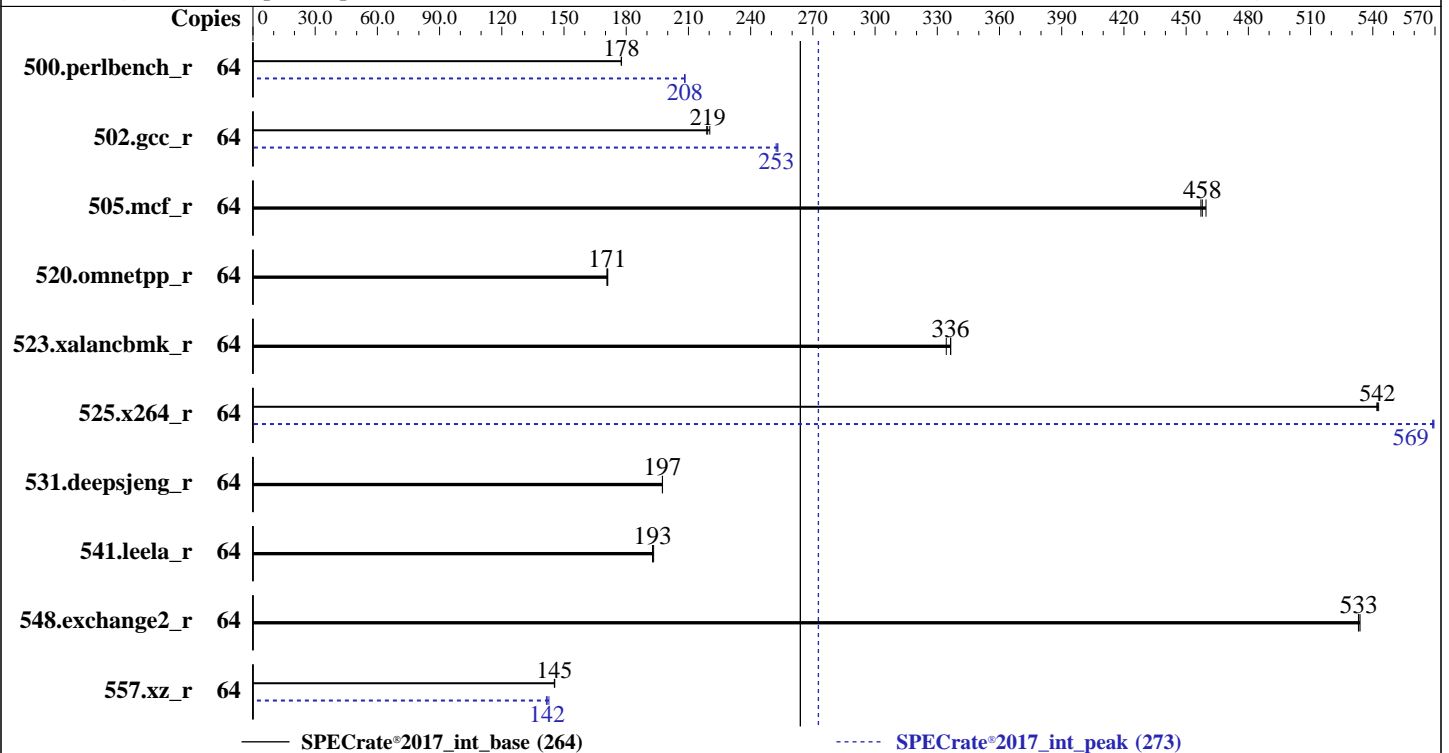 Copies 0 30.0 60.0 90.0 120 150 180 210 240 270 300 330 360 390 420 450 480 510 540 570
178
500.perlbench_r 64
208
219
502.gcc_r 64
253
458
505.mcf_r 64
171
520.omnetpp_r 64
336
523.xalancbmk_r 64
542
525.x264_r 64
569
197
531.deepsjeng_r 64
193
541.leela_r 64
533
548.exchange2_r 64
145
557.xz_r 64
142
SPECrate®2017_int_base (264) SPECrate®2017_int_peak (273)